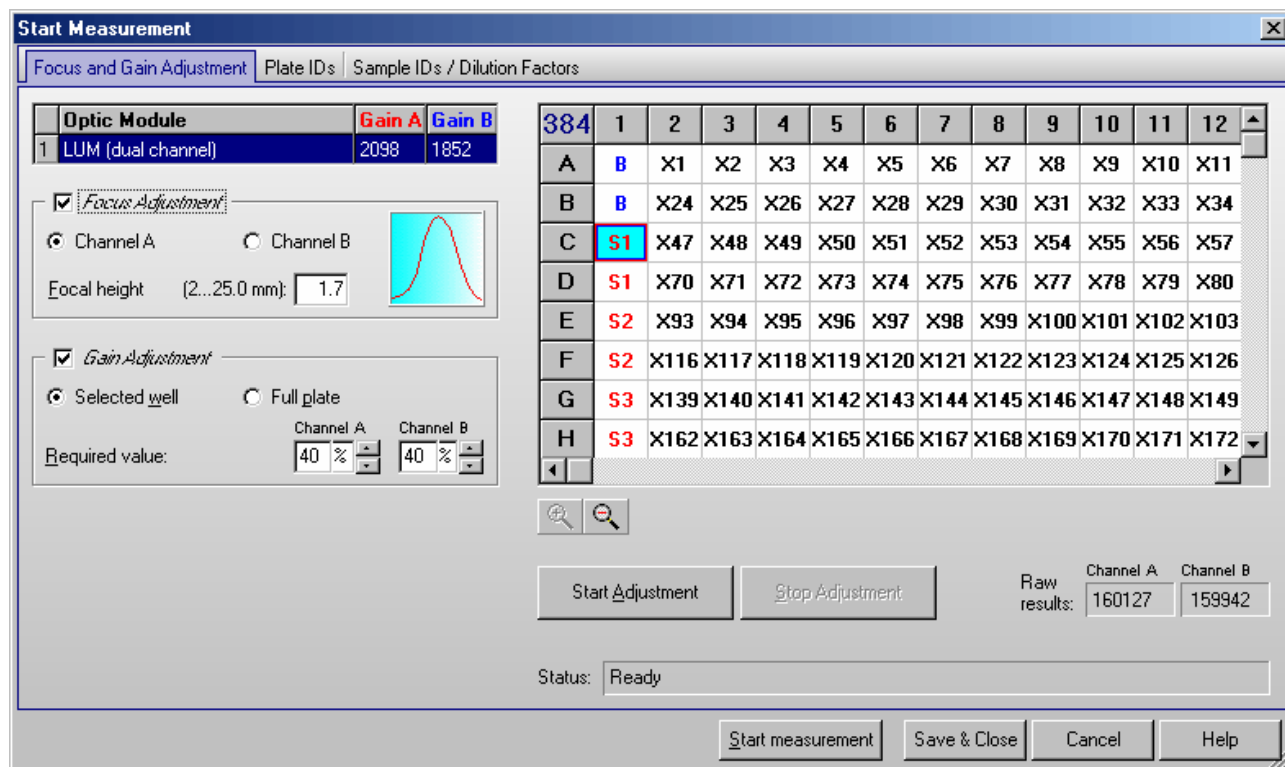 Start Measurement
Focus and Gain Adjustment Plate IDs Sample IDs / Dilution Factors
Optic Module Gain A Gain B
1 LUM (dual channel) 2098 1852
Focus Adjustment
Channel A Channel B
Focal height (2...25.0 mm): 1.7
Gain Adjustment
Selected well Full plate
Channel A Channel B
Required value: 40 % 40 %
384 1 2 3 4 5 6 7 8 9 10 11 12
A B X1 X2 X3 X4 X5 X6 X7 X8 X9 X10 X11
B B X24 X25 X26 X27 X28 X29 X30 X31 X32 X33 X34
C S1 X47 X48 X49 X50 X51 X52 X53 X54 X55 X56 X57
D S1 X70 X71 X72 X73 X74 X75 X76 X77 X78 X79 X80
E S2 X93 X94 X95 X96 X97 X98 X99 X100 X101 X102 X103
F S2 X116 X117 X118 X119 X120 X121 X122 X123 X124 X125 X126
G S3 X139 X140 X141 X142 X143 X144 X145 X146 X147 X148 X149
H S3 X162 X163 X164 X165 X166 X167 X168 X169 X170 X171 X172
Start Adjustment Stop Adjustment
Channel A Channel B
Raw results: 160127 159942
Status: Ready
Start measurement Save & Close Cancel Help